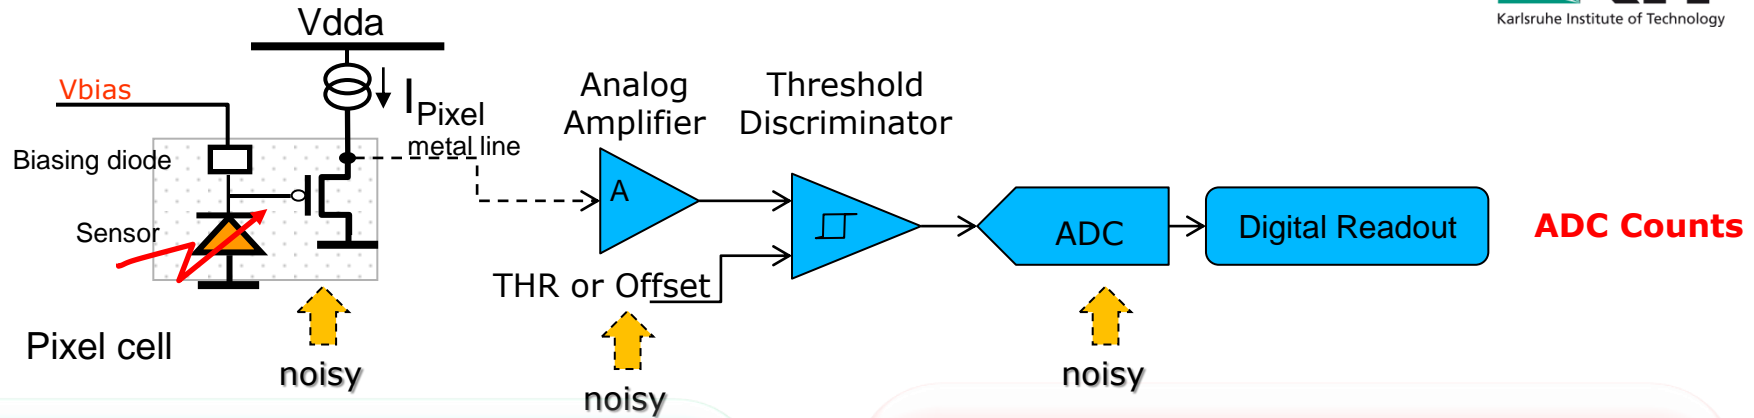 Karlsruhe Institute of Technology
Vdda
Vbias
I Pixel
metal line
Biasing diode
Sensor
Pixel cell
noisy
Analog
Amplifier
A
THR or Offset
noisy
Threshold
Discriminator
ADC
noisy
Digital Readout
ADC Counts